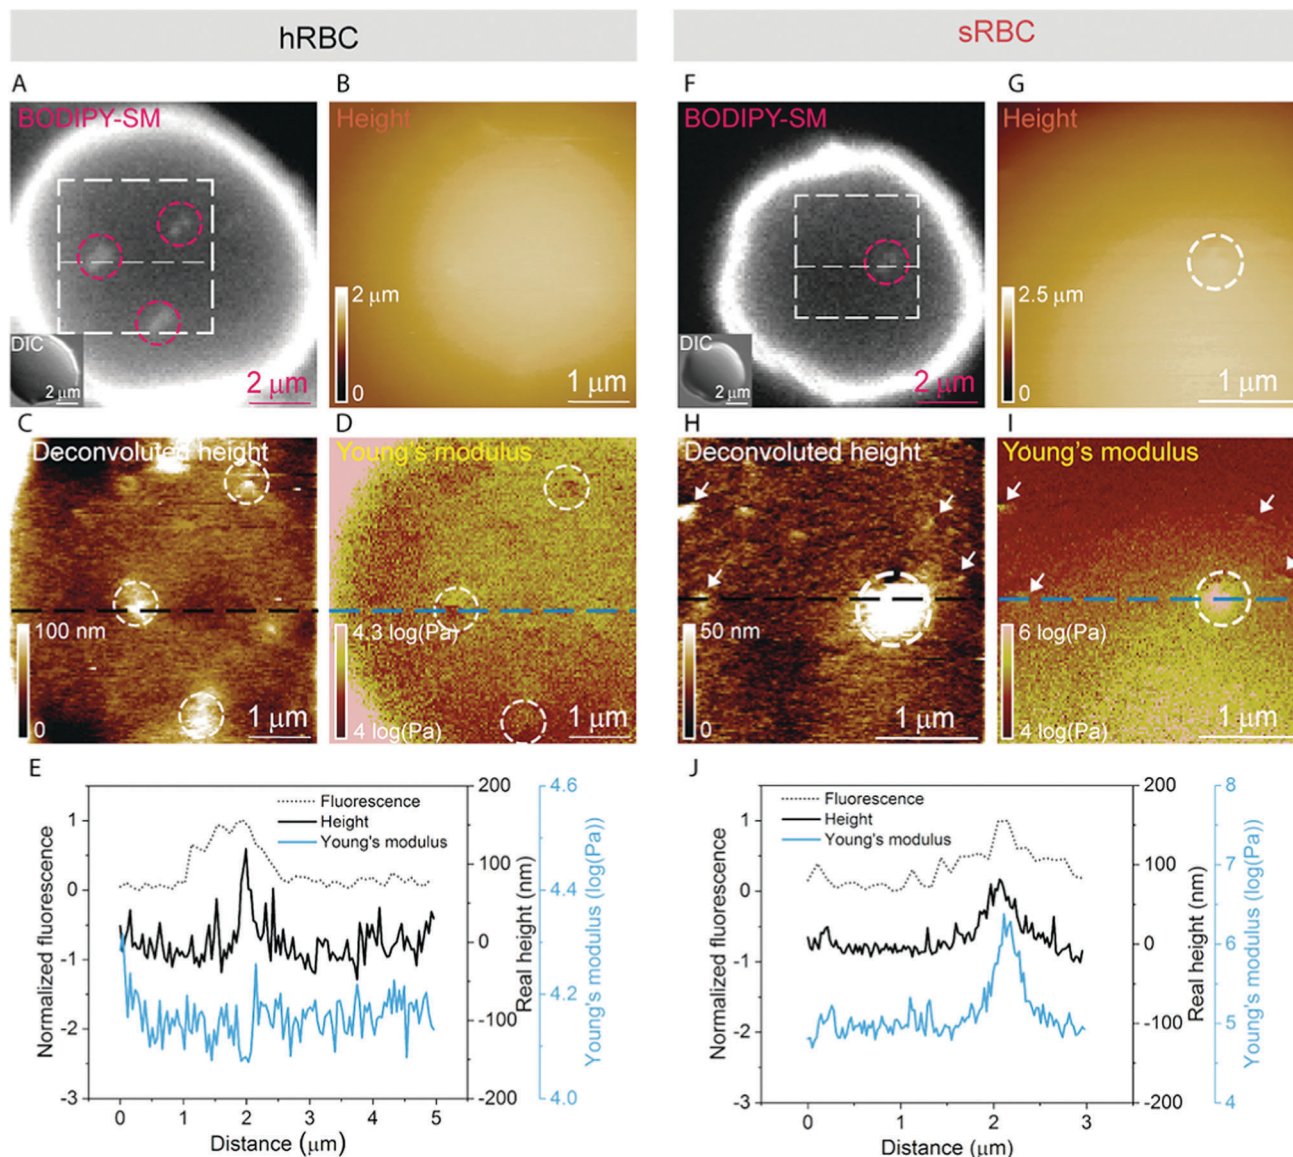 hRBC
sRBC
A
B
F
G
BODIPY-SM
Height
BODIPY-SM
Height
2 μm
0
2.5 μm
0
DIC
2 μm
2 μm
1 μm
DIC
2 μm
2 μm
1 μm
C
D
H
I
Deconvoluted height
Young's modulus
Deconvoluted height
Young's modulus
100 nm
0
1 μm
4.3 log(Pa)
4 log(Pa)
1 μm
50 nm
0
1 μm
6 log(Pa)
4 log(Pa)
1 μm
E
Fluorescence
Height
Young's modulus
Normalized fluorescence
1
0
-1
-2
-3
0
1
2
3
4
5
Distance (μm)
200
100
0
-100
-200
Real height (nm)
4.6
4.4
4.2
4.0
Young's modulus (log(Pa))
J
Fluorescence
Height
Young's modulus
Normalized fluorescence
1
0
-1
-2
-3
0
1
2
3
Distance (μm)
200
100
0
-100
-200
Real height (nm)
8
7
6
5
4
Young's modulus (log(Pa))